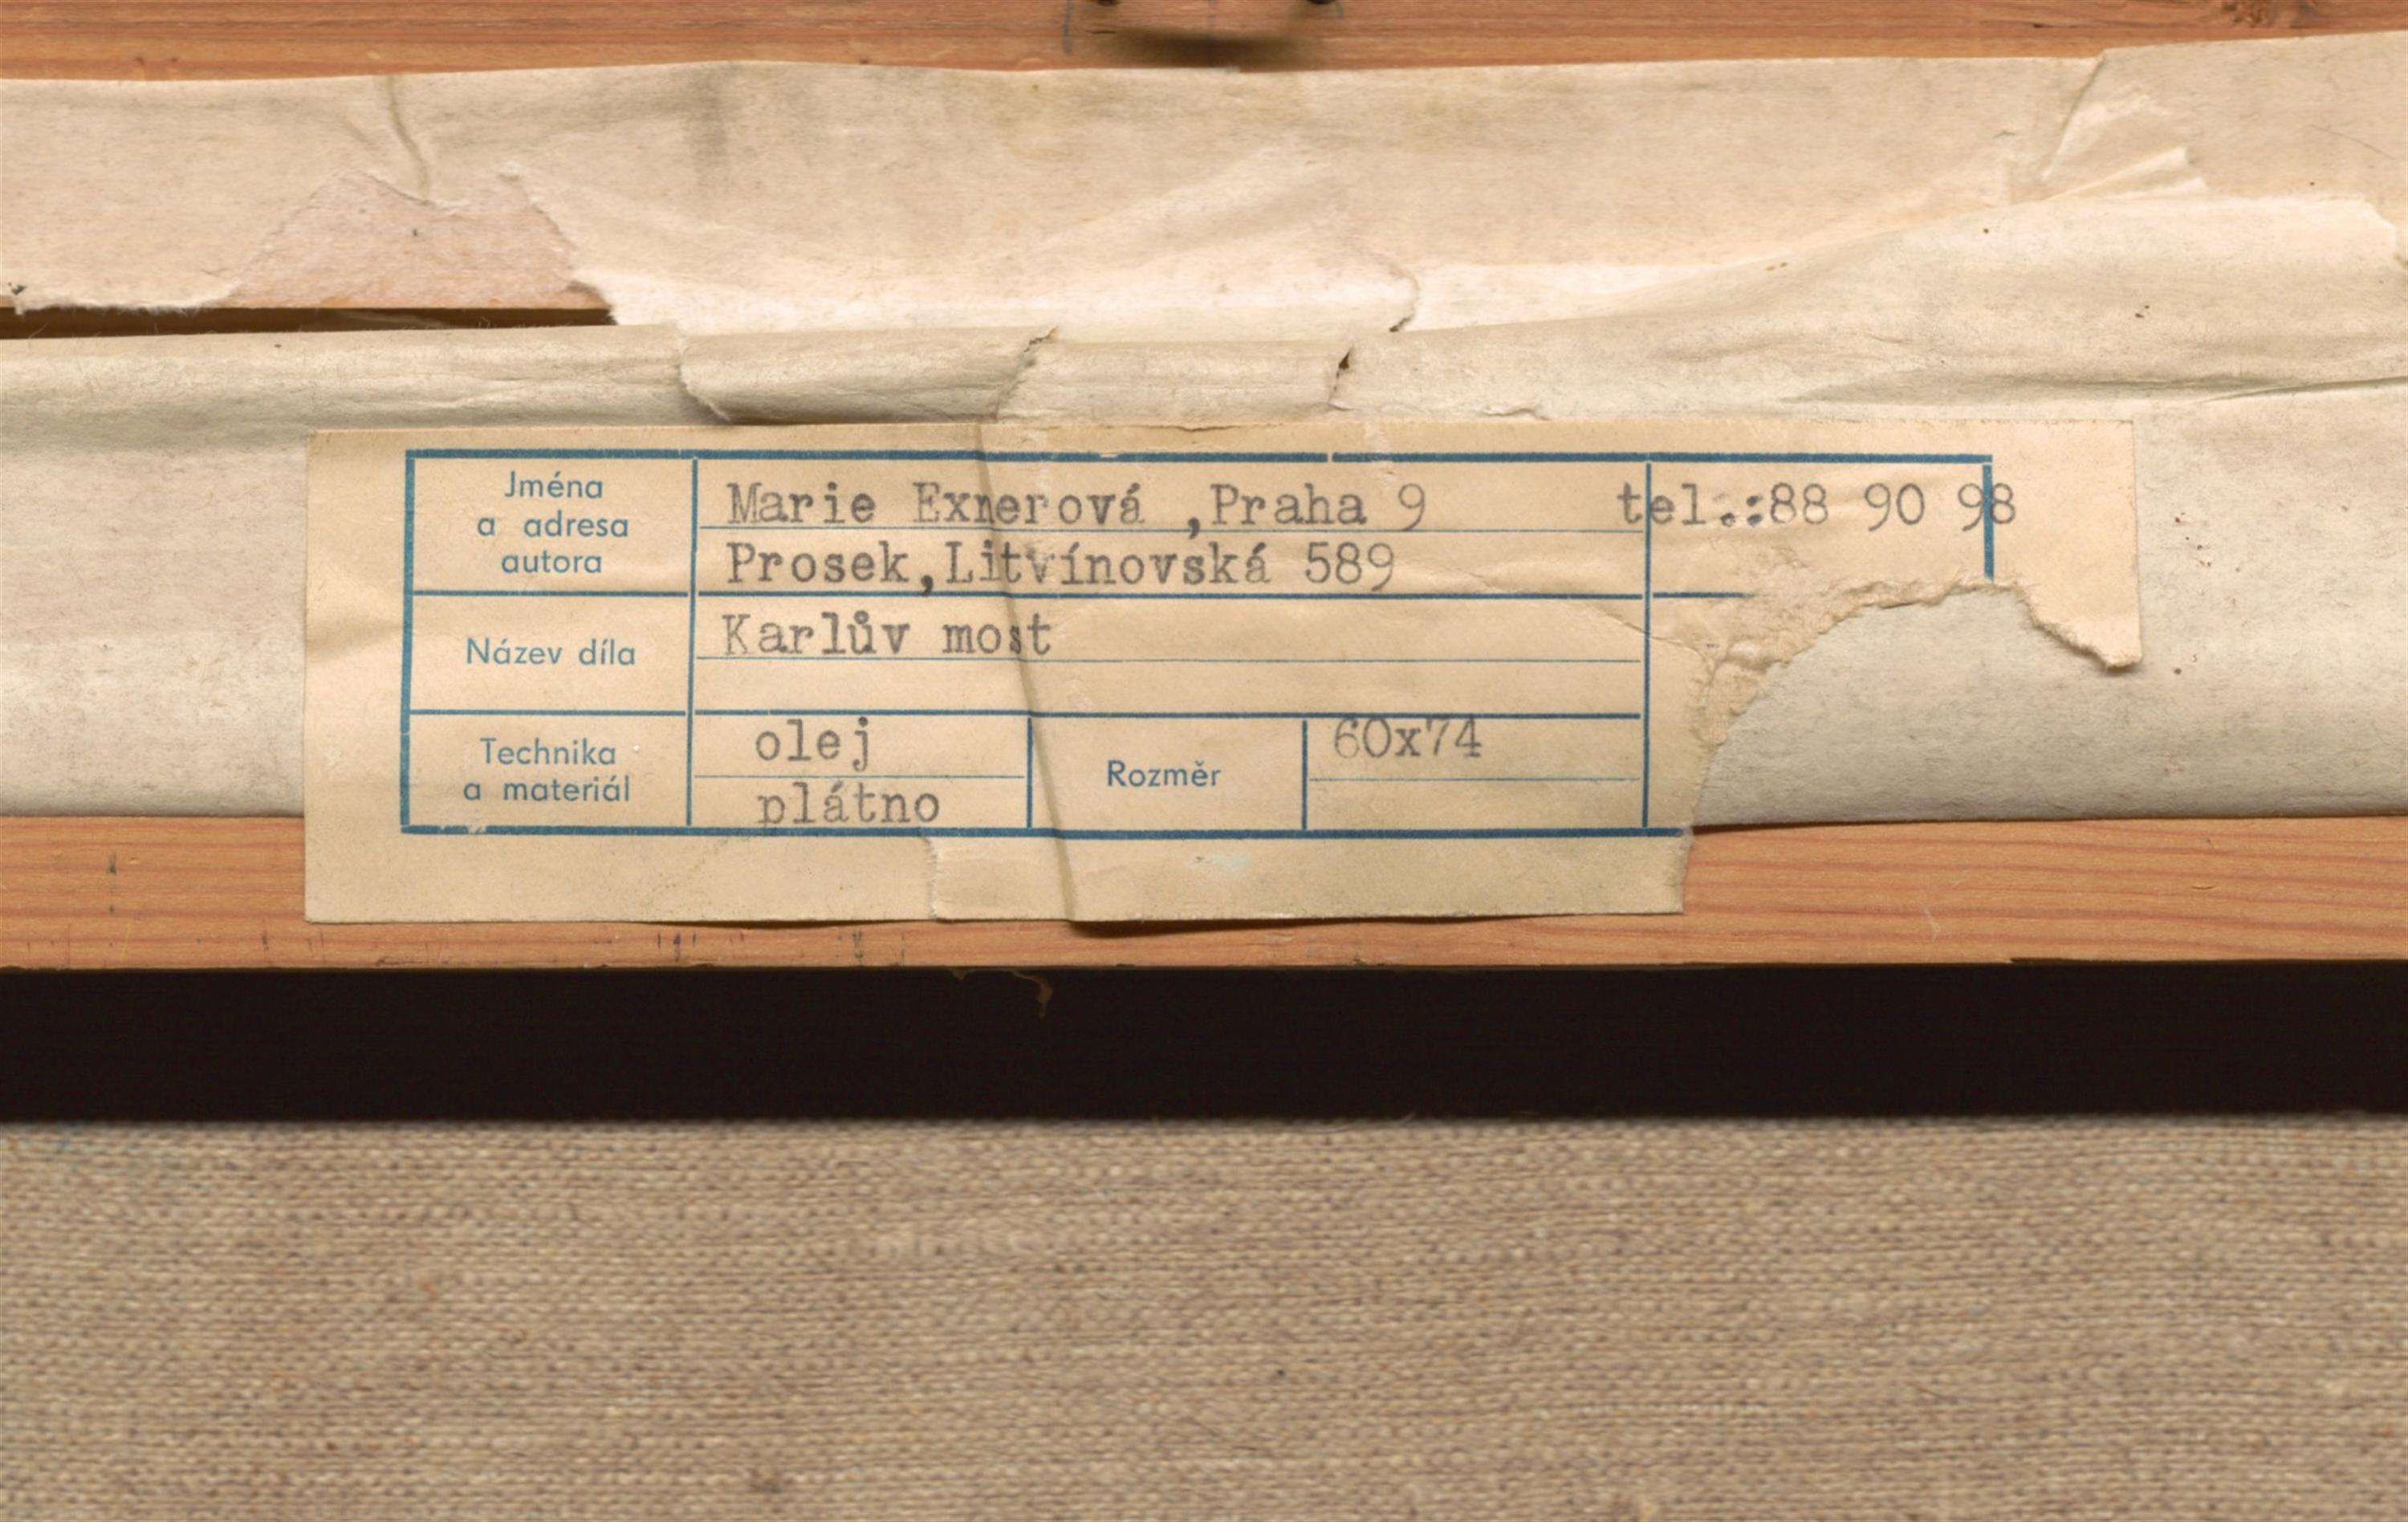 Jména
a adresa
autora
Marie Exnerová ,Praha 9 tel.:88 90 98
Prosek,Litvínovská 589
Název díla
Karlův most
Technika
a materiál
olej
plátno
Rozměr
60x74